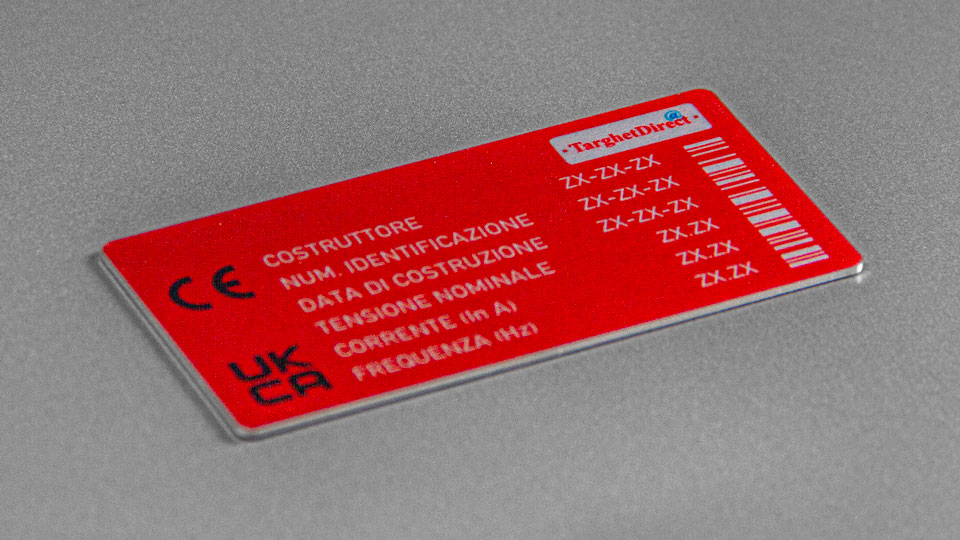 ·TarghetDirect·
@
COSTRUTTORE ZX-ZX-ZX
NUM. IDENTIFICAZIONE ZX-ZX-ZX
DATA DI COSTRUZIONE ZX-ZX-ZX
TENSIONE NOMINALE ZX.ZX
CORRENTE (In A) ZX.ZX
FREQUENZA (Hz) ZX.ZX
CE
UK
CA